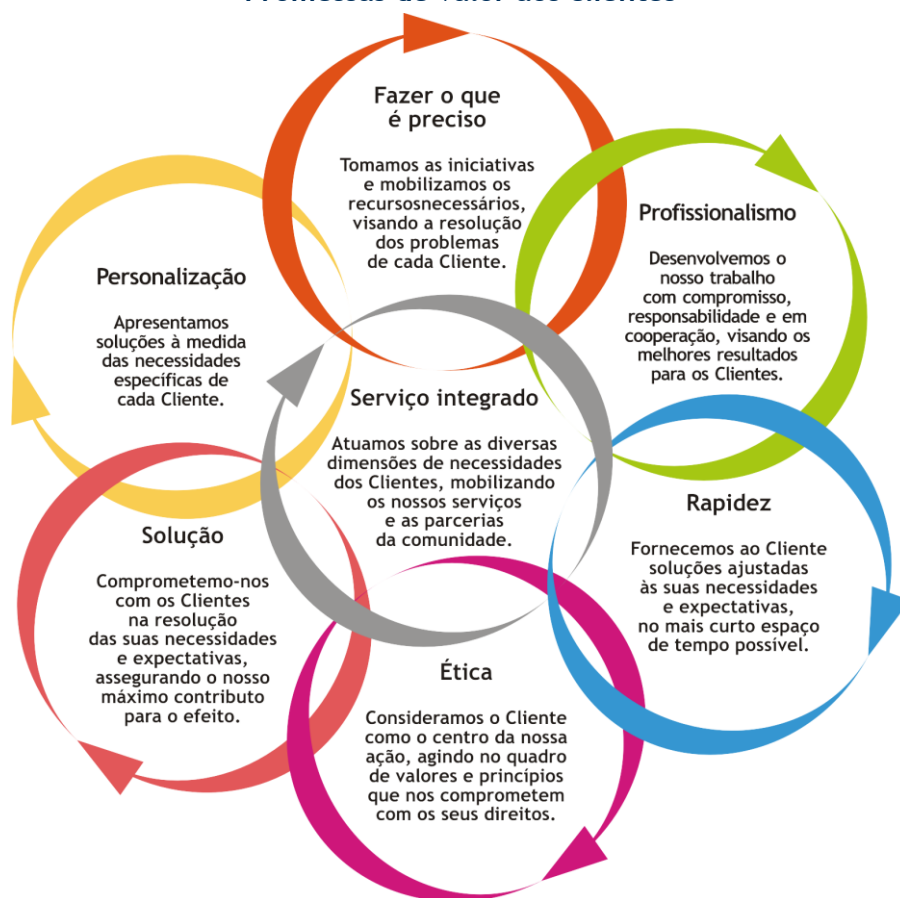 Promessas de valor aos clientes
Fazer o que
é preciso
Tomamos as iniciativas
e mobilizamos os
recursosnecessários,
visando a resolução
dos problemas
de cada Cliente.
Profissionalismo
Desenvolvemos o
nosso trabalho
com compromisso,
responsabilidade e em
cooperação, visando os
melhores resultados
para os Clientes.
Personalização
Apresentamos
soluções à medida
das necessidades
específicas de
cada Cliente.
Serviço integrado
Atuamos sobre as diversas
dimensões de necessidades
dos Clientes, mobilizando
os nossos serviços
e as parcerias
da comunidade.
Rapidez
Fornecemos ao Cliente
soluções ajustadas
às suas necessidades
e expectativas,
no mais curto espaço
de tempo possível.
Solução
Comprometemo-nos
com os Clientes
na resolução
das suas necessidades
e expectativas,
assegurando o nosso
máximo contributo
para o efeito.
Ética
Consideramos o Cliente
como o centro da nossa
ação, agindo no quadro
de valores e princípios
que nos comprometem
com os seus direitos.